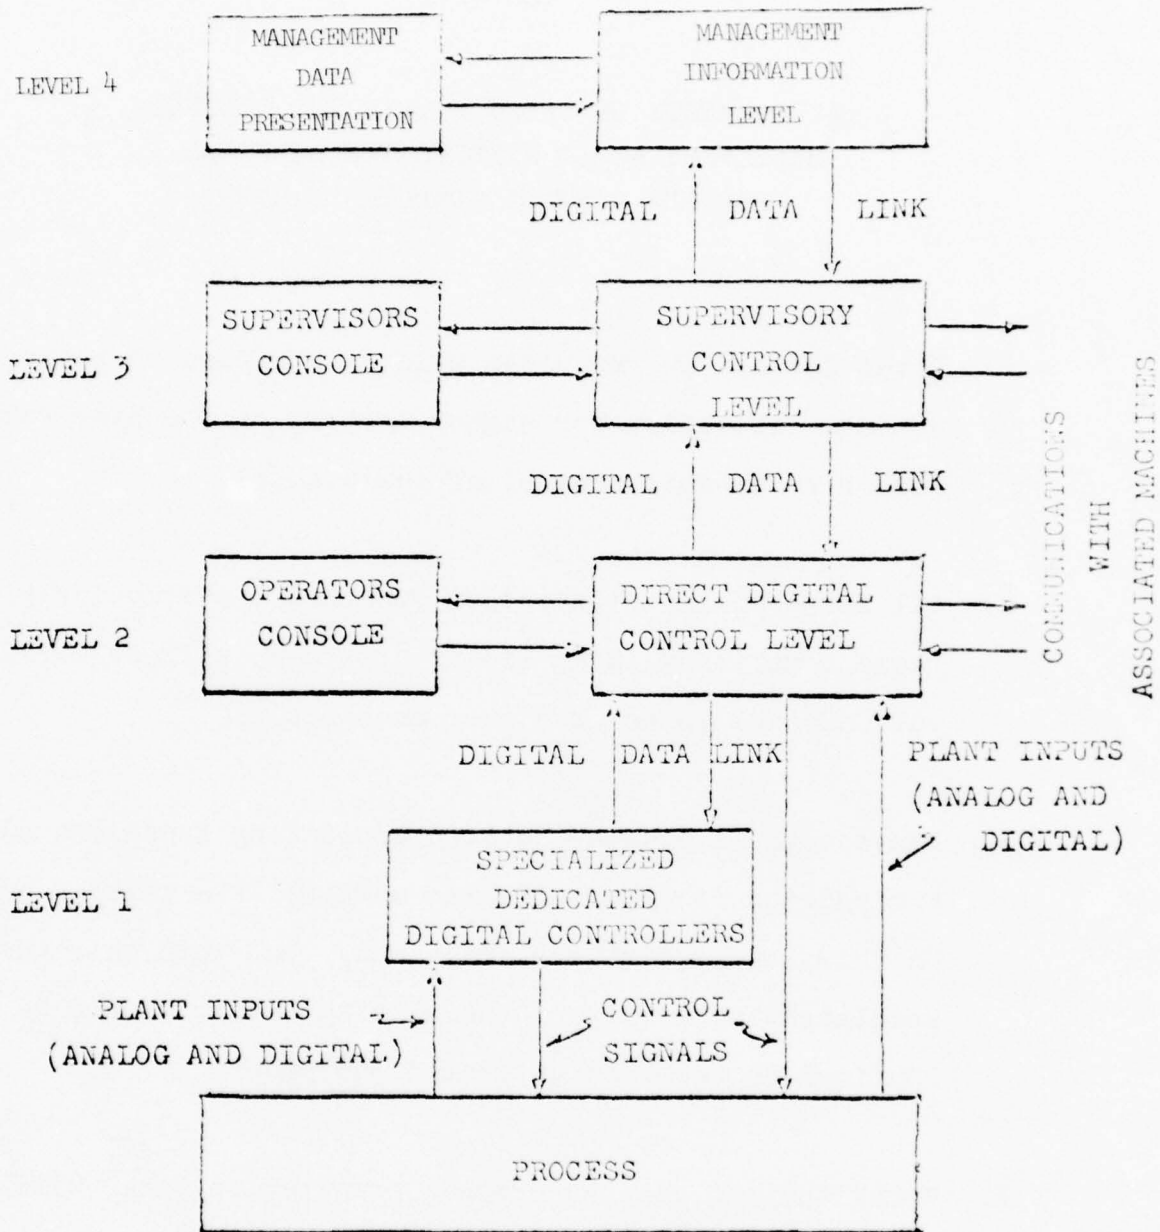 LEVEL 4
MANAGEMENT
DATA
PRESENTATION
MANAGEMENT
INFORMATION
LEVEL
DIGITAL DATA LINK
LEVEL 3
SUPERVISORS
CONSOLE
SUPERVISORY
CONTROL
LEVEL
DIGITAL DATA LINK
LEVEL 2
OPERATORS
CONSOLE
DIRECT DIGITAL
CONTROL LEVEL
COMMUNICATIONS
WITH
ASSOCIATED MACHINES
DIGITAL DATA LINK
PLANT INPUTS
(ANALOG AND
DIGITAL)
LEVEL 1
SPECIALIZED
DEDICATED
DIGITAL CONTROLLERS
PLANT INPUTS
(ANALOG AND DIGITAL)
CONTROL
SIGNALS
PROCESS